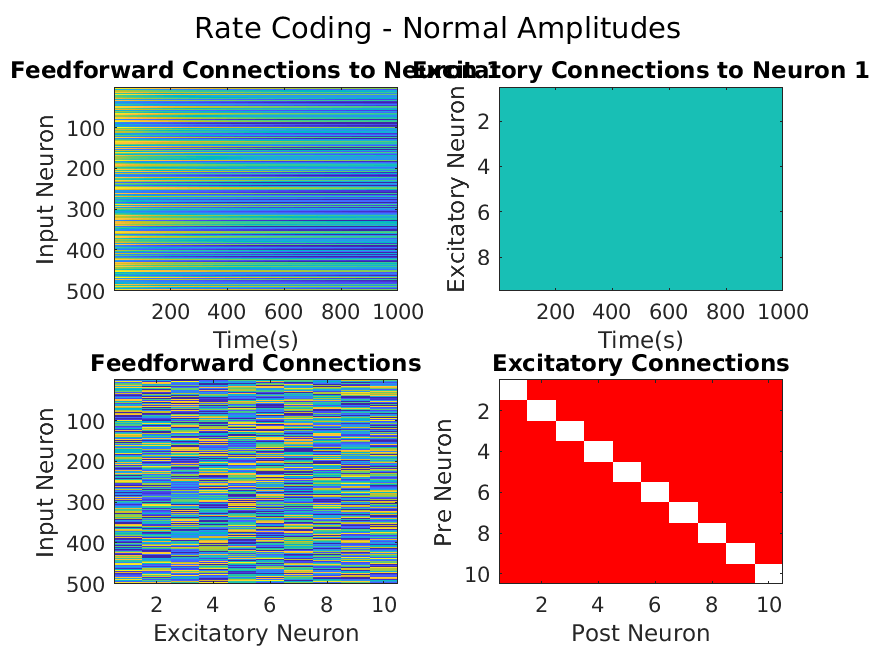 Rate Coding - Normal Amplitudes
Feedforward Connections to Neuron 1
Excitatory Connections to Neuron 1
Input Neuron
100
200
300
400
500
200 400 600 800 1000
Time(s)
Excitatory Neuron
2
4
6
8
200 400 600 800 1000
Time(s)
Feedforward Connections
Input Neuron
100
200
300
400
500
2 4 6 8 10
Excitatory Neuron
Excitatory Connections
Pre Neuron
2
4
6
8
10
2 4 6 8 10
Post Neuron